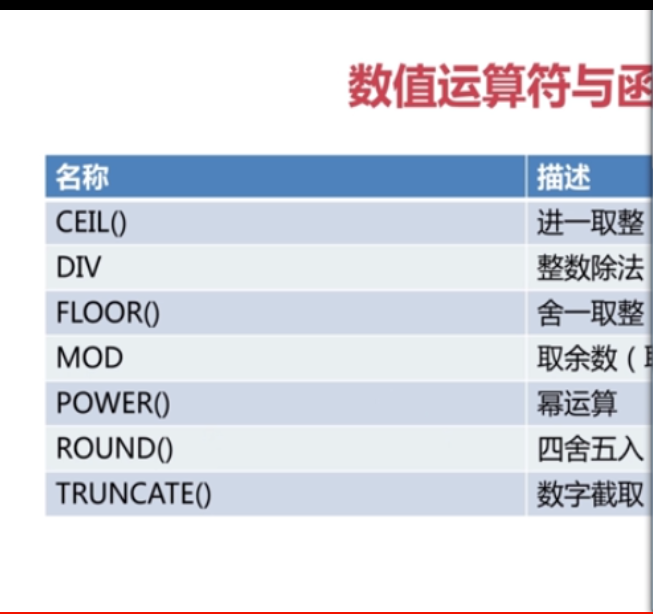 数值运算符与函
名称 描述
CEIL() 进一取整
DIV 整数除法
FLOOR() 舍一取整
MOD 取余数（
POWER() 幂运算
ROUND() 四舍五入
TRUNCATE() 数字截取